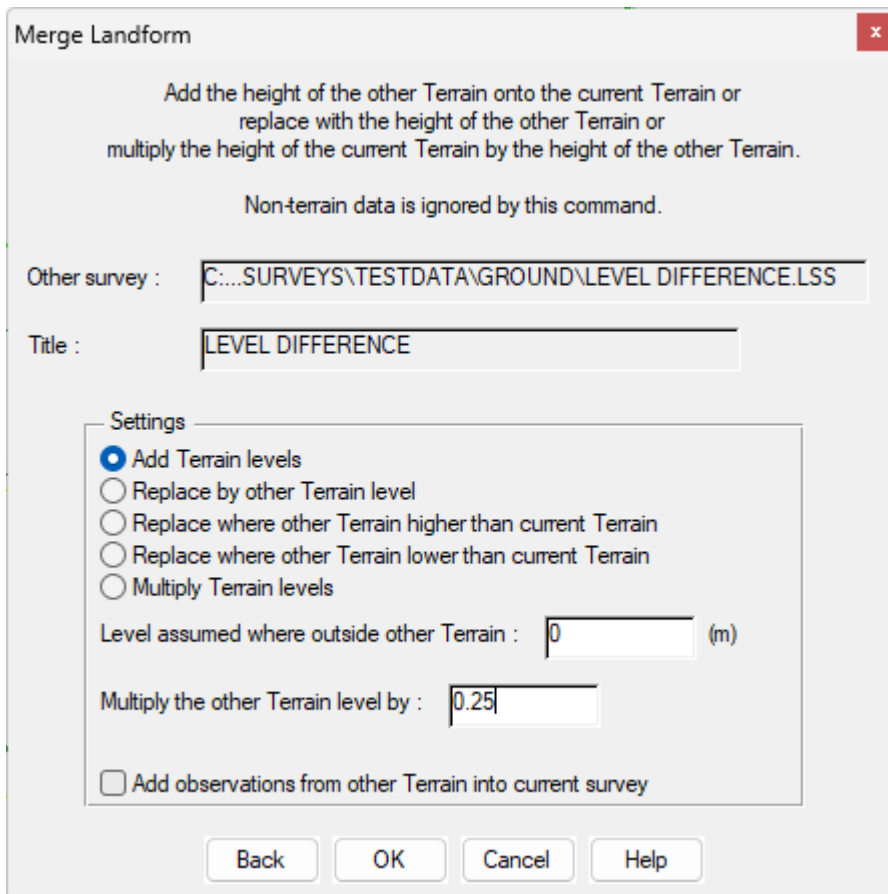 Merge Landform
x
Add the height of the other Terrain onto the current Terrain or
replace with the height of the other Terrain or
multiply the height of the current Terrain by the height of the other Terrain.
Non-terrain data is ignored by this command.
Other survey : C:...SURVEYS\TESTDATA\GROUND\LEVEL DIFFERENCE.LSS
Title : LEVEL DIFFERENCE
Settings
Add Terrain levels
Replace by other Terrain level
Replace where other Terrain higher than current Terrain
Replace where other Terrain lower than current Terrain
Multiply Terrain levels
Level assumed where outside other Terrain : 0 (m)
Multiply the other Terrain level by : 0.25
Add observations from other Terrain into current survey
Back OK Cancel Help